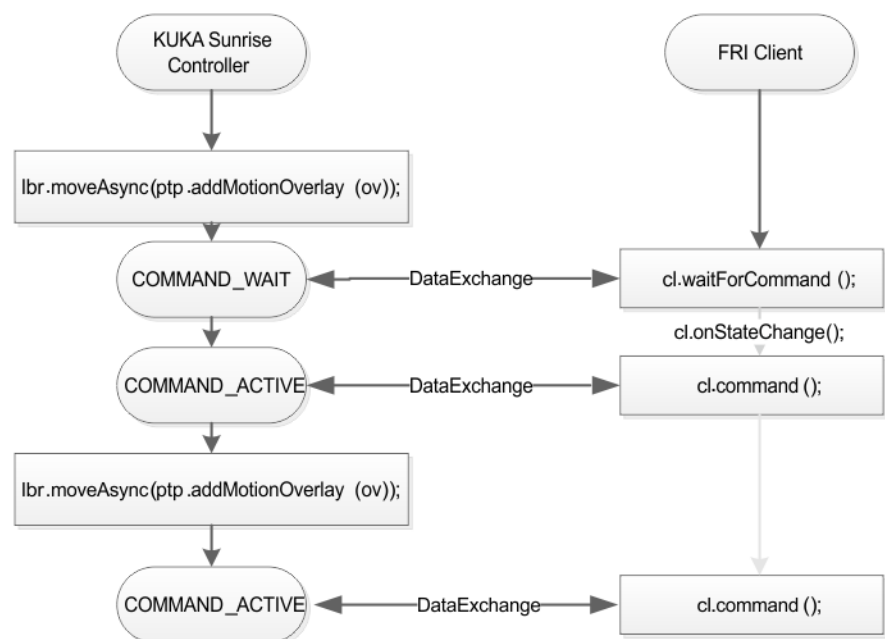 KUKA Sunrise
Controller
FRI Client
lbr.moveAsync(ptp.addMotionOverlay (ov));
COMMAND_WAIT
DataExchange
cl.waitForCommand ();
cl.onStateChange();
COMMAND_ACTIVE
DataExchange
cl.command ();
lbr.moveAsync(ptp.addMotionOverlay (ov));
COMMAND_ACTIVE
DataExchange
cl.command ();